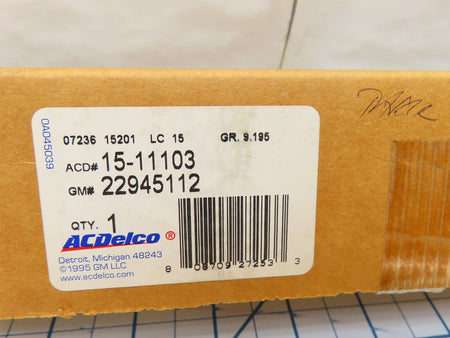 0A045039
07236 15201 LC 15 GR. 9.195
ACD# 15-11103
GM# 22945112
QTY. 1
ACDelco ®
Detroit, Michigan 48243
©1995 GM LLC
www.acdelco.com
8 08709 27253 3